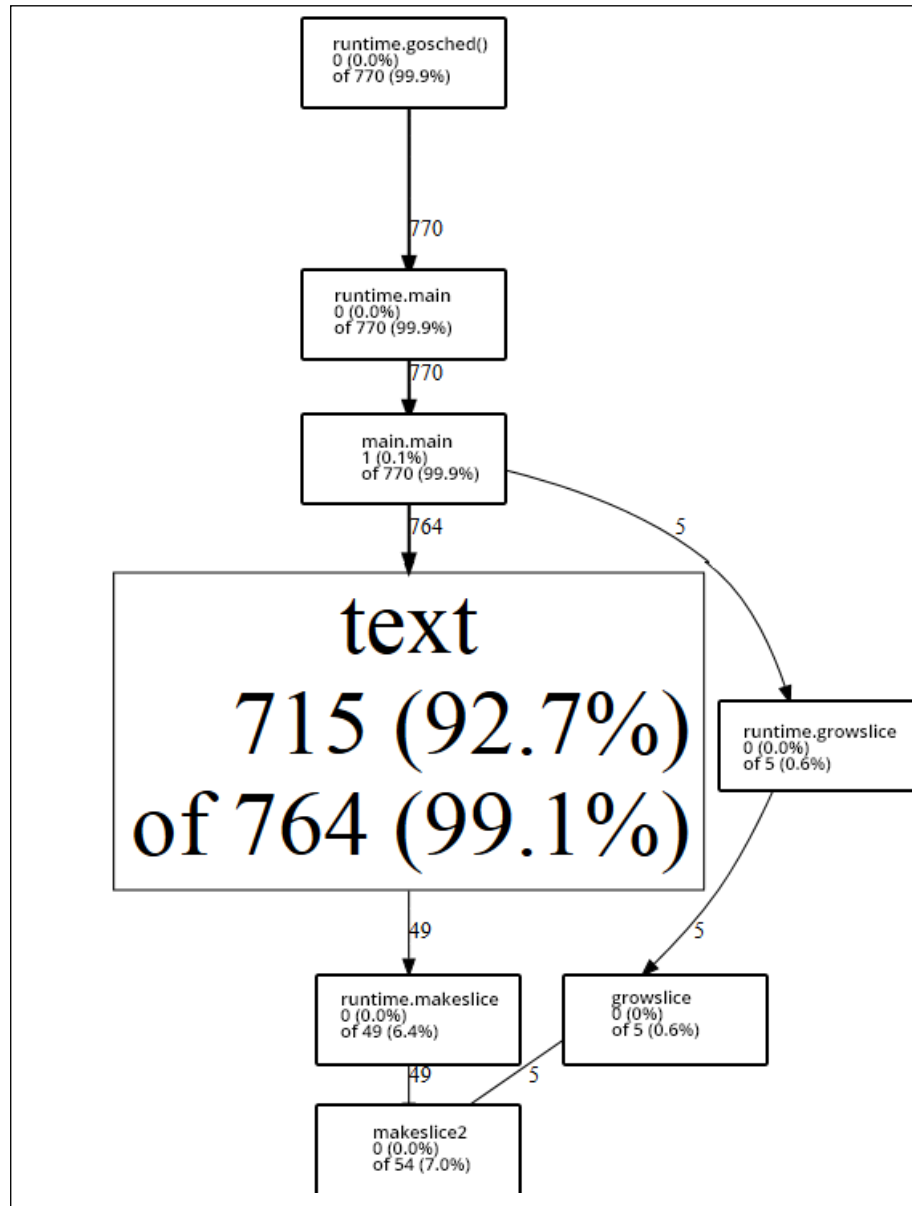 runtime.gosched()
0 (0.0%)
of 770 (99.9%)
770
runtime.main
0 (0.0%)
of 770 (99.9%)
770
main.main
1 (0.1%)
of 770 (99.9%)
764
5
text
715 (92.7%)
of 764 (99.1%)
runtime.growslice
0 (0.0%)
of 5 (0.6%)
49
5
runtime.makeslice
0 (0.0%)
of 49 (6.4%)
growslice
0 (0%)
of 5 (0.6%)
49
5
makeslice2
0 (0.0%)
of 54 (7.0%)